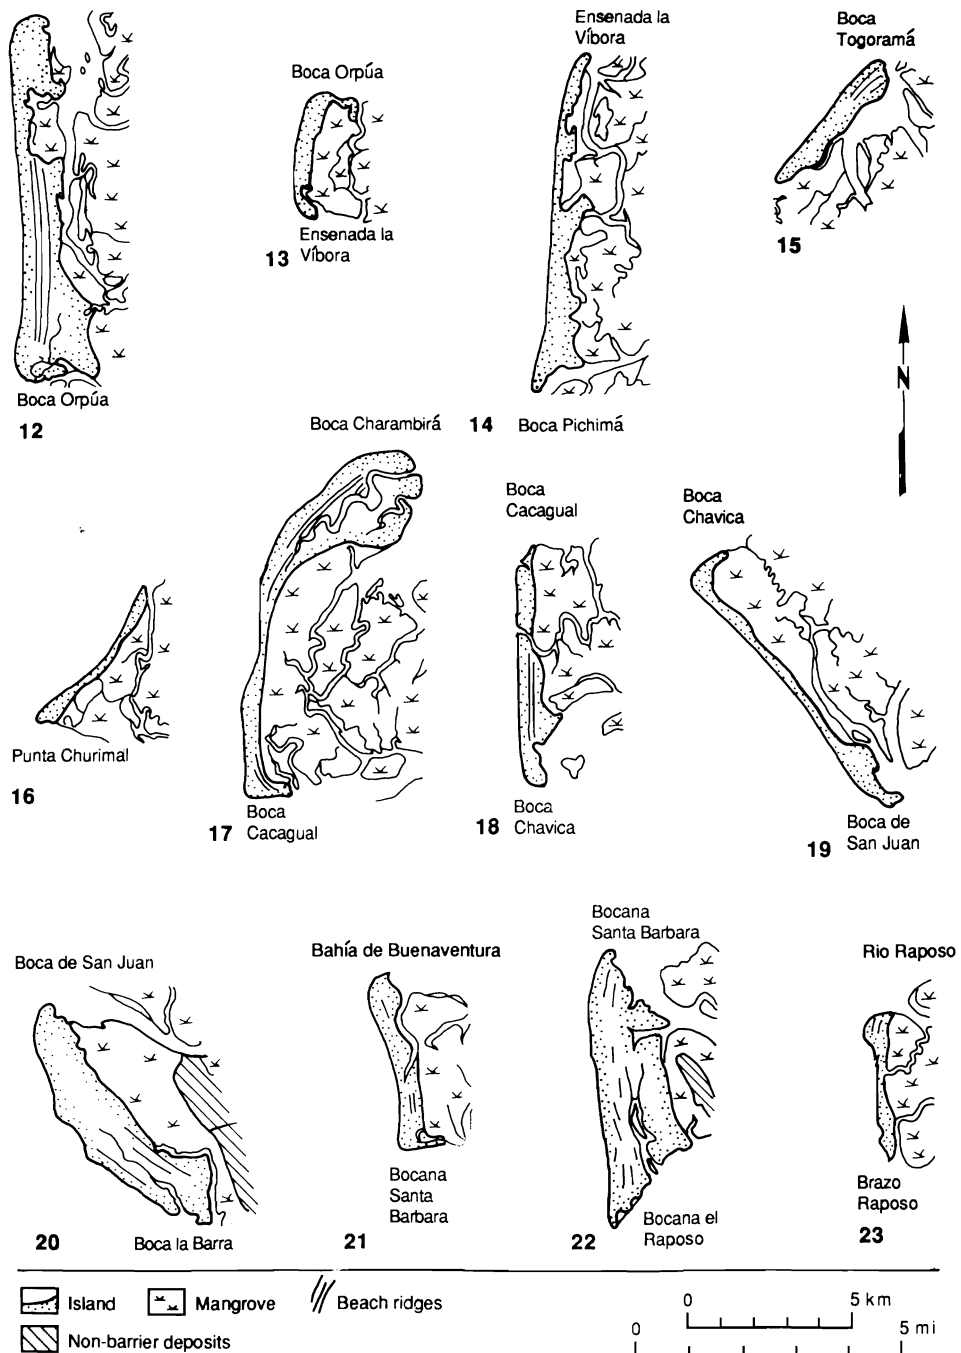 Ensenada la
Víbora
Boca
Togoramá
Boca Orpúa
Ensenada la
Víbora
13
15
Boca Orpúa
12
Boca Charambirá
14
Boca Pichimá
N
Boca
Cacagual
Boca
Chavica
Punta Churimal
16
Boca
Cacagual
17
Boca
Chavica
18
Boca de
San Juan
19
Bocana
Santa Barbara
Boca de San Juan
Bahía de Buenaventura
Rio Raposo
Bocana
Santa
Barbara
Brazo
Raposo
20
Boca la Barra
21
22
Bocana el
Raposo
23
Island
Mangrove
Beach ridges
Non-barrier deposits
0
5 km
0
5 mi